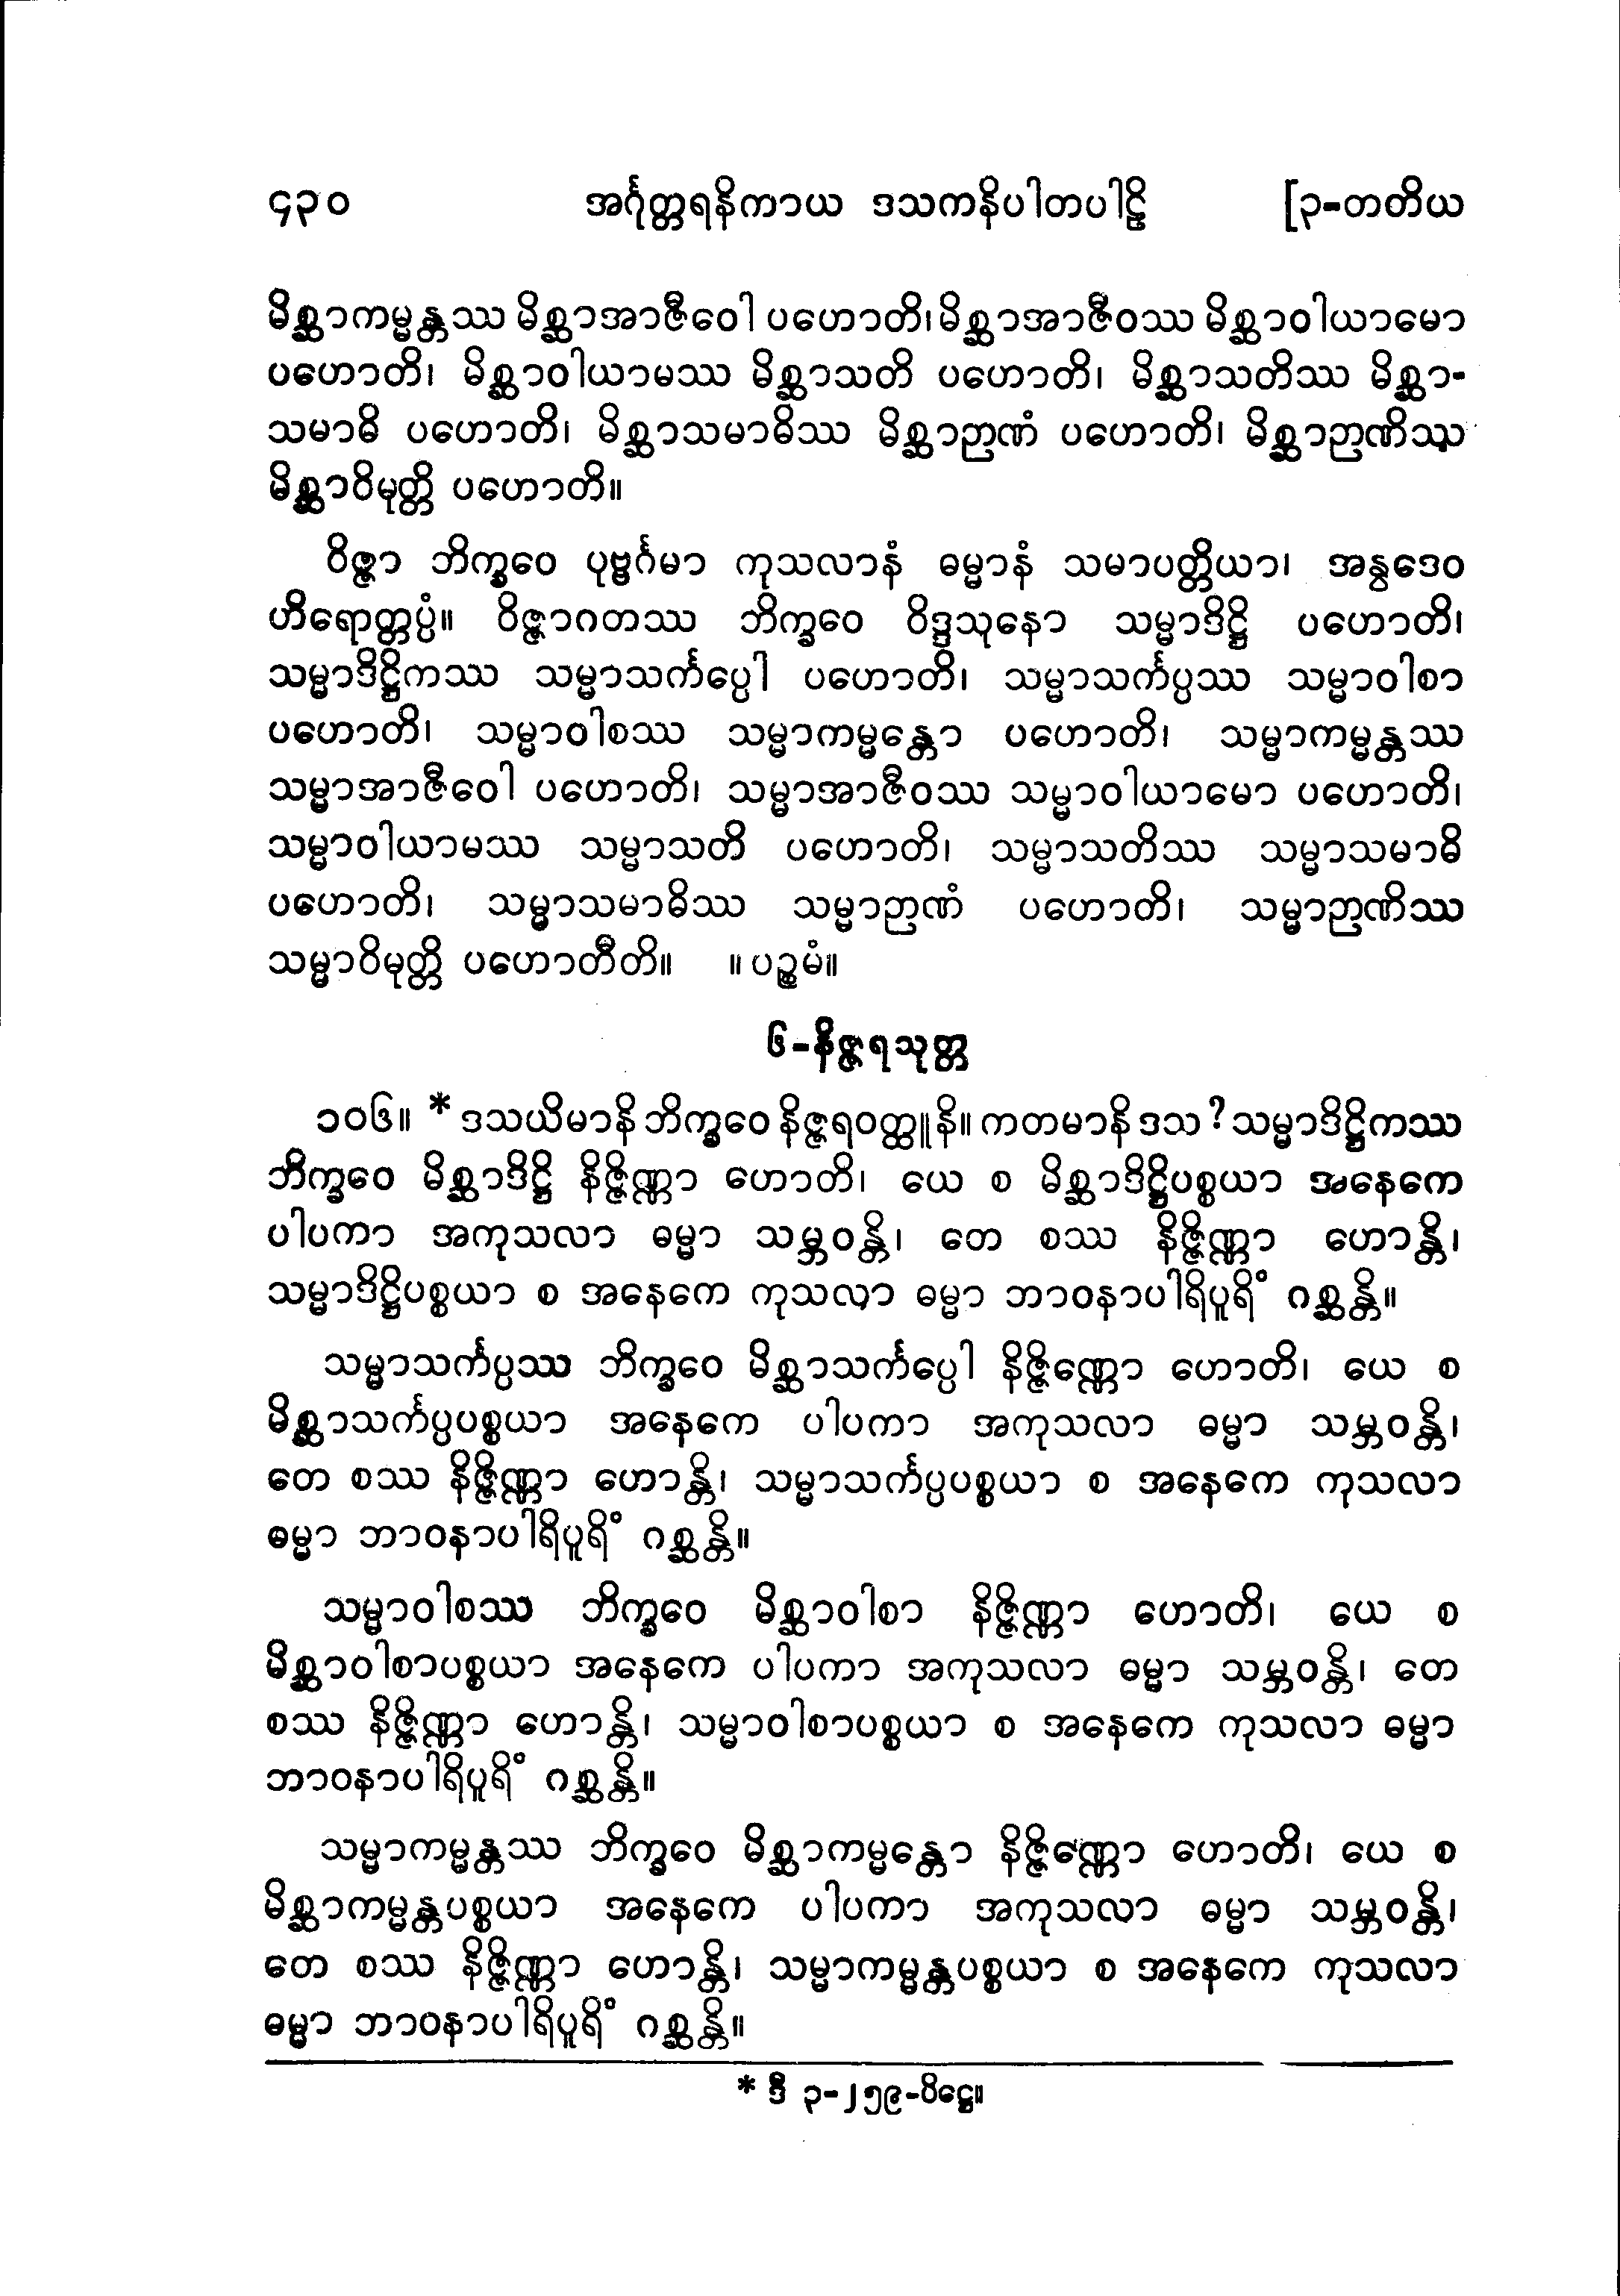 ၄၃၀ အင်္ဂုတ္တရနိကာယ ဒသကနိပါတပါဠိ [၃-တတိယ
မိစ္ဆာကမ္မန္တဿ မိစ္ဆာအာဇီဝေါ ပဟောတိ၊ မိစ္ဆာအာဇီဝဿ မိစ္ဆာဝါယာမော
ပဟောတိ၊ မိစ္ဆာဝါယာမဿ မိစ္ဆာသတိ ပဟောတိ၊ မိစ္ဆာသတိဿ မိစ္ဆာ-
သမာဓိ ပဟောတိ၊ မိစ္ဆာသမာဓိဿ မိစ္ဆာဉာဏံ ပဟောတိ၊ မိစ္ဆာဉာဏိဿ
မိစ္ဆာဝိမုတ္တိ ပဟောတိ။
ဝိဇ္ဇာ ဘိက္ခဝေ ပုဗ္ဗင်္ဂမာ ကုသလာနံ ဓမ္မာနံ သမာပတ္တိယာ၊ အနွဒေဝ
ဟိရောတ္တပ္ပံ။ ဝိဇ္ဇာဂတဿ ဘိက္ခဝေ ဝိဒ္ဒသုနော သမ္မာဒိဋ္ဌိ ပဟောတိ၊
သမ္မာဒိဋ္ဌိကဿ သမ္မာသင်္ကပ္ပေါ ပဟောတိ၊ သမ္မာသင်္ကပ္ပဿ သမ္မာဝါစာ
ပဟောတိ၊ သမ္မာဝါစဿ သမ္မာကမ္မန္တော ပဟောတိ၊ သမ္မာကမ္မန္တဿ
သမ္မာအာဇီဝေါ ပဟောတိ၊ သမ္မာအာဇီဝဿ သမ္မာဝါယာမော ပဟောတိ၊
သမ္မာဝါယာမဿ သမ္မာသတိ ပဟောတိ၊ သမ္မာသတိဿ သမ္မာသမာဓိ
ပဟောတိ၊ သမ္မာသမာဓိဿ သမ္မာဉာဏံ ပဟောတိ၊ သမ္မာဉာဏိဿ
သမ္မာဝိမုတ္တိ ပဟောတီတိ။ ။ပဉ္စမံ။
၆-နိဇ္ဇရသုတ္တ
၁၀၆။ * ဒသယိမာနိ ဘိက္ခဝေ နိဇ္ဇရဝတ္ထူနိ။ ကတမာနိ ဒသ? သမ္မာဒိဋ္ဌိကဿ
ဘိက္ခဝေ မိစ္ဆာဒိဋ္ဌိ နိဇ္ဇိဏ္ဏာ ဟောတိ၊ ယေ စ မိစ္ဆာဒိဋ္ဌိပစ္စယာ အနေကေ
ပါပကာ အကုသလာ ဓမ္မာ သမ္ဘဝန္တိ၊ တေ စဿ နိဇ္ဇိဏ္ဏာ ဟောန္တိ၊
သမ္မာဒိဋ္ဌိပစ္စယာ စ အနေကေ ကုသလာ ဓမ္မာ ဘာဝနာပါရိပူရိံ ဂစ္ဆန္တိ။
သမ္မာသင်္ကပ္ပဿ ဘိက္ခဝေ မိစ္ဆာသင်္ကပ္ပေါ နိဇ္ဇိဏ္ဏော ဟောတိ၊ ယေ စ
မိစ္ဆာသင်္ကပ္ပပစ္စယာ အနေကေ ပါပကာ အကုသလာ ဓမ္မာ သမ္ဘဝန္တိ၊
တေ စဿ နိဇ္ဇိဏ္ဏာ ဟောန္တိ၊ သမ္မာသင်္ကပ္ပပစ္စယာ စ အနေကေ ကုသလာ
ဓမ္မာ ဘာဝနာပါရိပူရိံ ဂစ္ဆန္တိ။
သမ္မာဝါစဿ ဘိက္ခဝေ မိစ္ဆာဝါစာ နိဇ္ဇိဏ္ဏာ ဟောတိ၊ ယေ စ
မိစ္ဆာဝါစာပစ္စယာ အနေကေ ပါပကာ အကုသလာ ဓမ္မာ သမ္ဘဝန္တိ၊ တေ
စဿ နိဇ္ဇိဏ္ဏာ ဟောန္တိ၊ သမ္မာဝါစာပစ္စယာ စ အနေကေ ကုသလာ ဓမ္မာ
ဘာဝနာပါရိပူရိံ ဂစ္ဆန္တိ။
သမ္မာကမ္မန္တဿ ဘိက္ခဝေ မိစ္ဆာကမ္မန္တော နိဇ္ဇိဏ္ဏော ဟောတိ၊ ယေ စ
မိစ္ဆာကမ္မန္တပစ္စယာ အနေကေ ပါပကာ အကုသလာ ဓမ္မာ သမ္ဘဝန္တိ၊
တေ စဿ နိဇ္ဇိဏ္ဏာ ဟောန္တိ၊ သမ္မာကမ္မန္တပစ္စယာ စ အနေကေ ကုသလာ
ဓမ္မာ ဘာဝနာပါရိပူရိံ ဂစ္ဆန္တိ။
* ဒီ ၃-၂၅၉-ပိဋ္ဌေ။